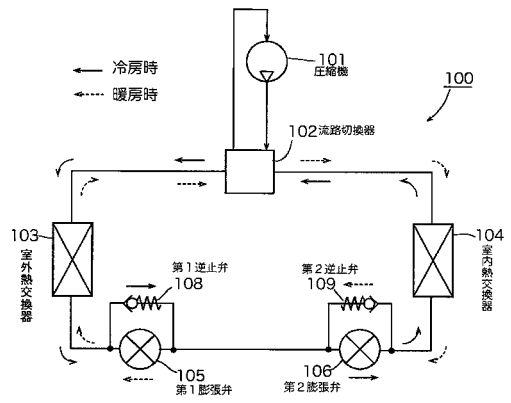 冷房時
暖房時
101
圧縮機
100
102 流路切換器
103
室外熱交換器
104
室内熱交換器
第1逆止弁
108
第2逆止弁
109
105
第1膨張弁
106
第2膨張弁